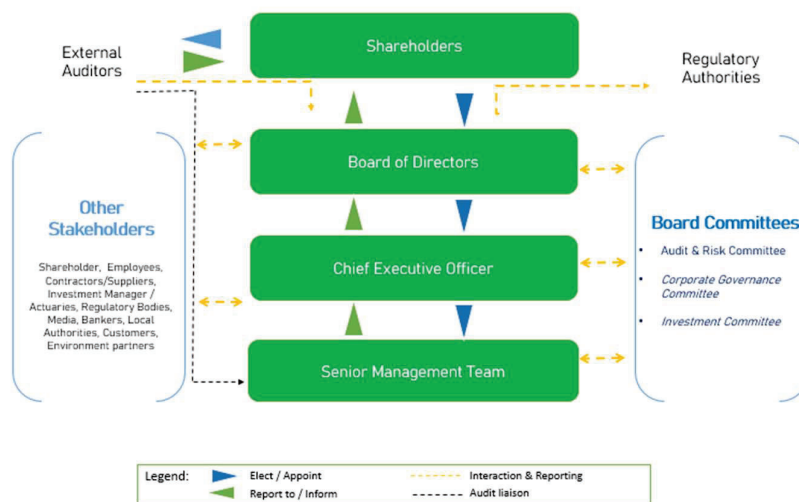 External
Auditors
Shareholders
Regulatory
Authorities
Board of Directors
Other
Stakeholders
Shareholder, Employees,
Contractors/Suppliers,
Investment Manager /
Actuaries, Regulatory Bodies,
Media, Bankers, Local
Authorities, Customers,
Environment partners
Chief Executive Officer
Board Committees
• Audit & Risk Committee
• Corporate Governance
Committee
• Investment Committee
Senior Management Team
Legend:
Elect / Appoint
Interaction & Reporting
Report to / Inform
Audit liaison